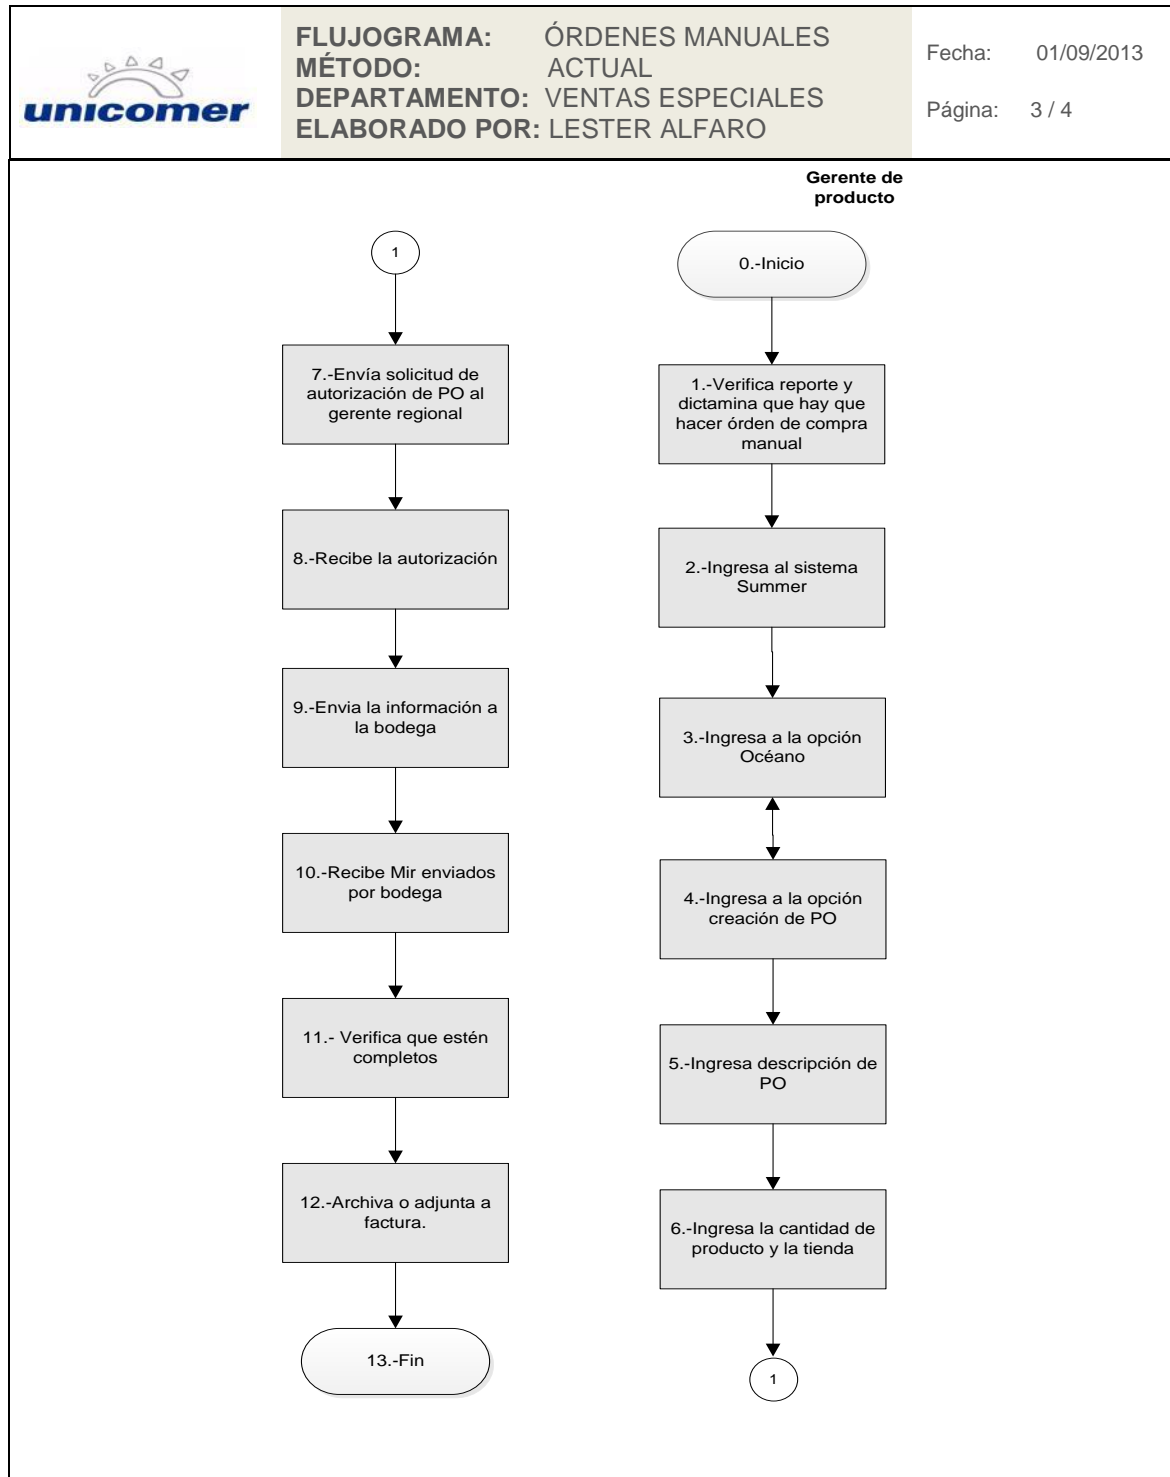 unicomer
FLUJOGRAMA: ÓRDENES MANUALES
MÉTODO: ACTUAL
DEPARTAMENTO: VENTAS ESPECIALES
ELABORADO POR: LESTER ALFARO
Fecha: 01/09/2013
Página: 3 / 4
Gerente de
producto
0.-Inicio
1.-Verifica reporte y
dictamina que hay que
hacer órden de compra
manual
2.-Ingresa al sistema
Summer
3.-Ingresa a la opción
Océano
4.-Ingresa a la opción
creación de PO
5.-Ingresa descripción de
PO
6.-Ingresa la cantidad de
producto y la tienda
1
1
7.-Envía solicitud de
autorización de PO al
gerente regional
8.-Recibe la autorización
9.-Envia la información a
la bodega
10.-Recibe Mir enviados
por bodega
11.- Verifica que estén
completos
12.-Archiva o adjunta a
factura.
13.-Fin